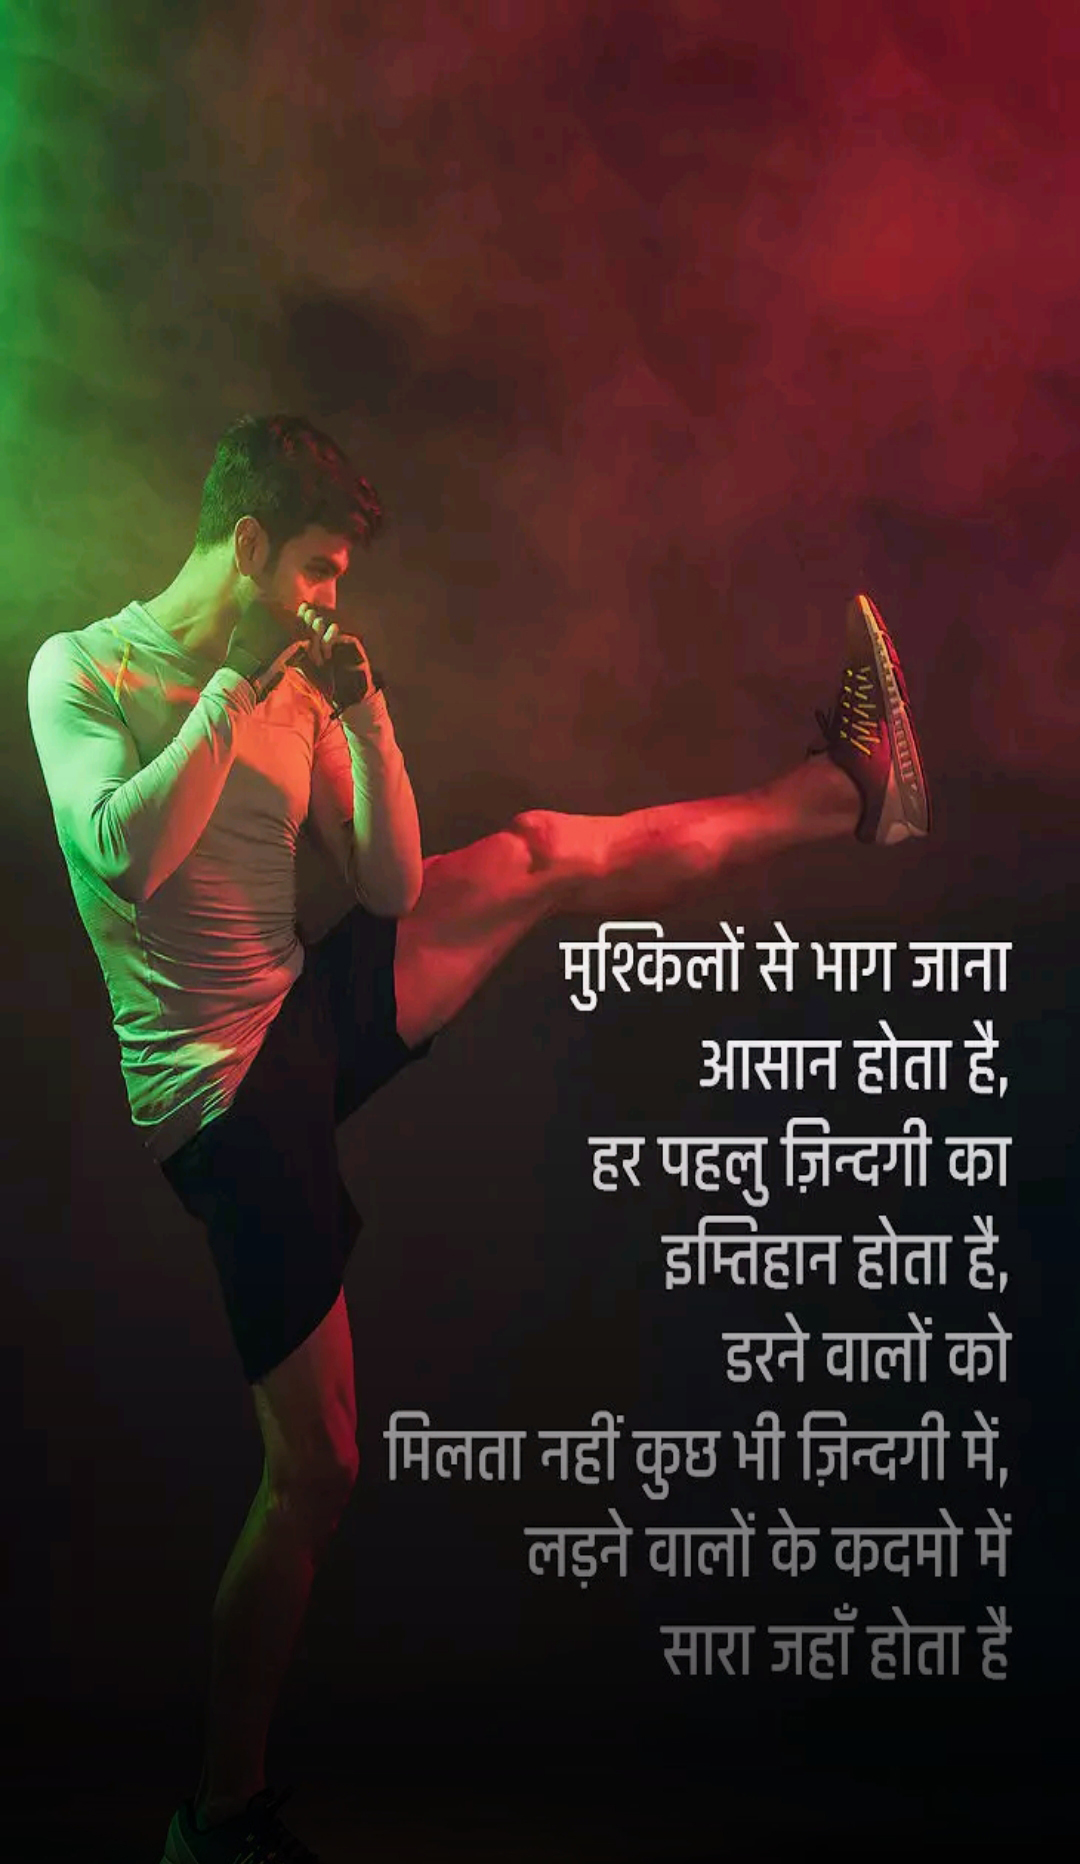 मुश्किलों से भाग जाना
आसान होता है,
हर पहलु ज़िन्दगी का
इम्तिहान होता है,
डरने वालों को
मिलता नहीं कुछ भी ज़िन्दगी में,
लड़ने वालों के कदमो में
सारा जहाँ होता है